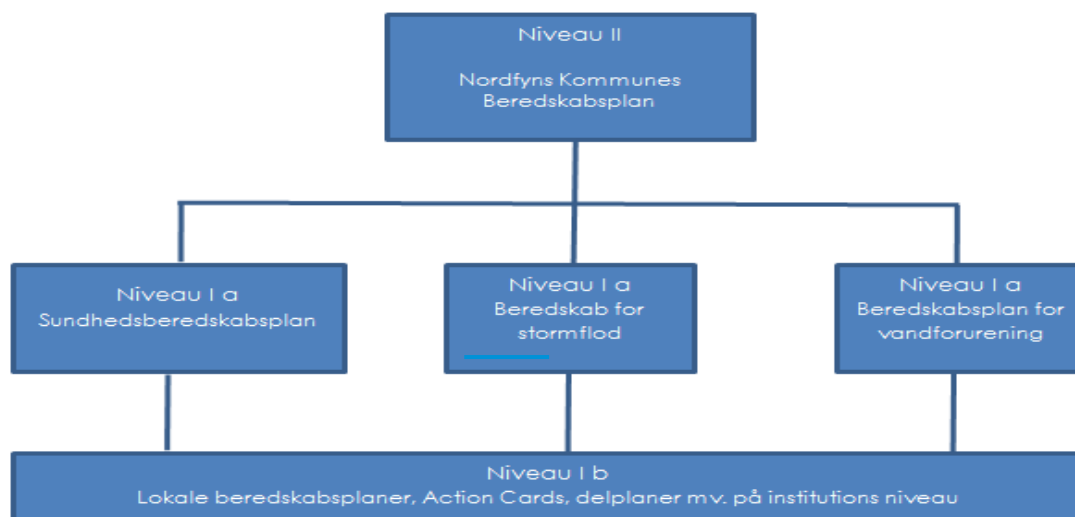 Niveau II
Nordfyns Kommunes
Beredskabsplan
Niveau I a
Sundhedsberedskabsplan
Niveau I a
Beredskab for
stormflod
Niveau I a
Beredskabsplan for
vandforurening
Niveau I b
Lokale beredskabsplaner, Action Cards, delplaner mv. på institutions niveau